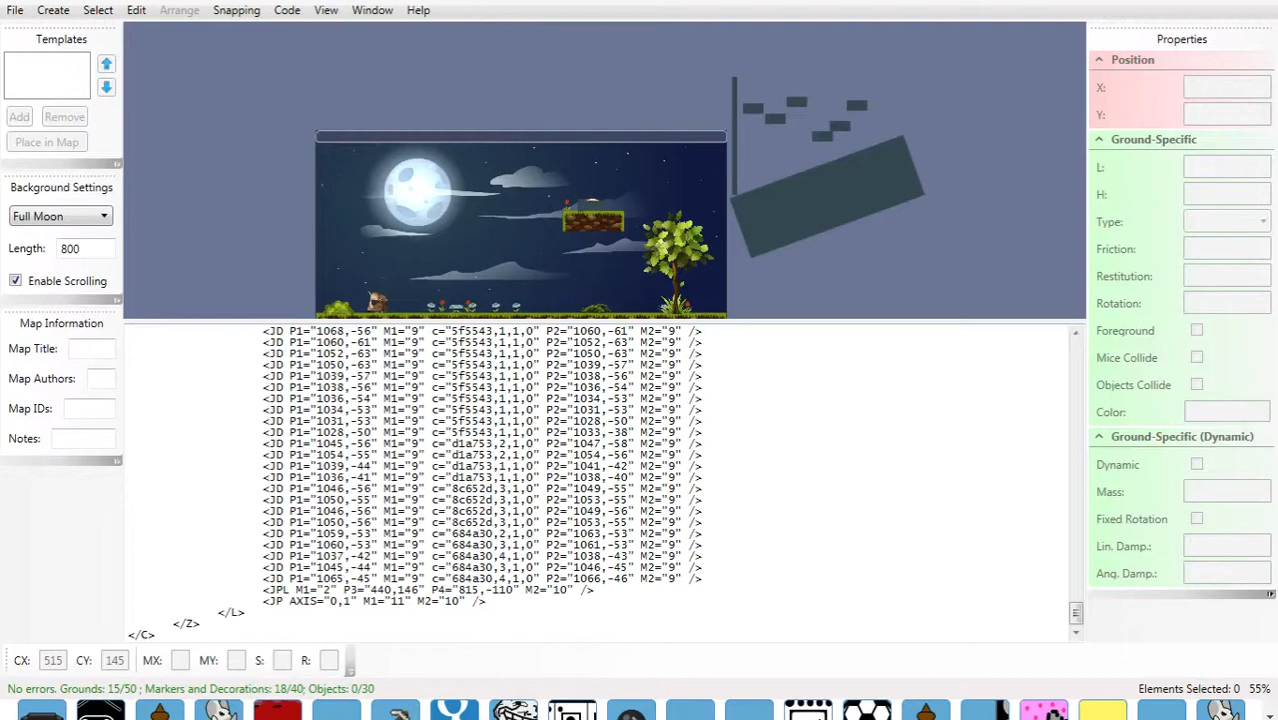 File Create Select Edit Arrange Snapping Code View Window Help
Templates
Add Remove
Place in Map
Background Settings
Full Moon
Length: 800
Enable Scrolling
Map Information
Map Title:
Map Authors:
Map IDs:
Notes:
<JD P1="1068,-56" M1="9" c="5f5543,1,1,0" P2="1060,-61" M2="9" />
<JD P1="1060,-61" M1="9" c="5f5543,1,1,0" P2="1052,-63" M2="9" />
<JD P1="1052,-63" M1="9" c="5f5543,1,1,0" P2="1050,-63" M2="9" />
<JD P1="1050,-63" M1="9" c="5f5543,1,1,0" P2="1039,-57" M2="9" />
<JD P1="1039,-57" M1="9" c="5f5543,1,1,0" P2="1038,-56" M2="9" />
<JD P1="1038,-56" M1="9" c="5f5543,1,1,0" P2="1036,-54" M2="9" />
<JD P1="1036,-54" M1="9" c="5f5543,1,1,0" P2="1034,-53" M2="9" />
<JD P1="1034,-53" M1="9" c="5f5543,1,1,0" P2="1031,-53" M2="9" />
<JD P1="1031,-53" M1="9" c="5f5543,1,1,0" P2="1028,-50" M2="9" />
<JD P1="1028,-50" M1="9" c="5f5543,1,1,0" P2="1033,-38" M2="9" />
<JD P1="1045,-56" M1="9" c="d1a753,2,1,0" P2="1047,-58" M2="9" />
<JD P1="1054,-55" M1="9" c="d1a753,2,1,0" P2="1054,-56" M2="9" />
<JD P1="1039,-44" M1="9" c="d1a753,1,1,0" P2="1041,-42" M2="9" />
<JD P1="1036,-41" M1="9" c="d1a753,1,1,0" P2="1038,-40" M2="9" />
<JD P1="1046,-56" M1="9" c="8c652d,3,1,0" P2="1049,-55" M2="9" />
<JD P1="1050,-55" M1="9" c="8c652d,3,1,0" P2="1053,-55" M2="9" />
<JD P1="1046,-56" M1="9" c="8c652d,3,1,0" P2="1049,-56" M2="9" />
<JD P1="1050,-56" M1="9" c="8c652d,3,1,0" P2="1053,-55" M2="9" />
<JD P1="1059,-53" M1="9" c="684a30,2,1,0" P2="1063,-53" M2="9" />
<JD P1="1060,-53" M1="9" c="684a30,3,1,0" P2="1061,-53" M2="9" />
<JD P1="1037,-42" M1="9" c="684a30,4,1,0" P2="1038,-43" M2="9" />
<JD P1="1045,-44" M1="9" c="684a30,3,1,0" P2="1046,-45" M2="9" />
<JD P1="1065,-45" M1="9" c="684a30,4,1,0" P2="1066,-46" M2="9" />
<JPL M1="2" P3="440,146" P4="815,-110" M2="10" />
<JP AXIS="0,1" M1="11" M2="10" />
</L>
</Z>
</C>
Properties
Position
X:
Y:
Ground-Specific
L:
H:
Type:
Friction:
Restitution:
Rotation:
Foreground
Mice Collide
Objects Collide
Color:
Ground-Specific (Dynamic)
Dynamic
Mass:
Fixed Rotation
Lin. Damp.:
Ang. Damp.:
CX: 515 CY: 145 MX: MY: S: R:
No errors. Grounds: 15/50 ; Markers and Decorations: 18/40; Objects: 0/30
Elements Selected: 0 55%